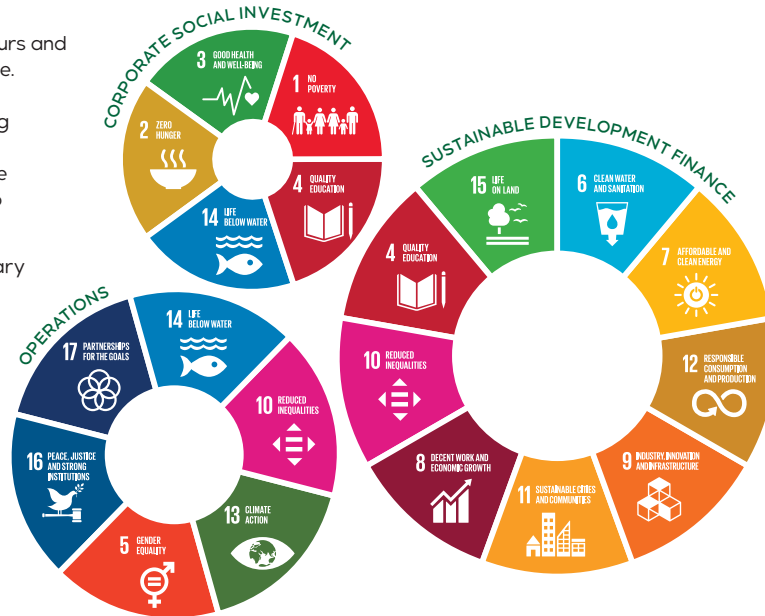 urs and
e.
g
e
o
ary
CORPORATE SOCIAL INVESTMENT
3 GOOD HEALTH
AND WELL-BEING
1 NO
POVERTY
2 ZERO
HUNGER
4 QUALITY
EDUCATION
14 LIFE
BELOW WATER
SUSTAINABLE DEVELOPMENT FINANCE
15 LIFE
ON LAND
6 CLEAN WATER
AND SANITATION
4 QUALITY
EDUCATION
7 AFFORDABLE AND
CLEAN ENERGY
10 REDUCED
INEQUALITIES
12 RESPONSIBLE
CONSUMPTION
AND PRODUCTION
8 DECENT WORK AND
ECONOMIC GROWTH
9 INDUSTRY, INNOVATION
AND INFRASTRUCTURE
11 SUSTAINABLE CITIES
AND COMMUNITIES
OPERATIONS
17 PARTNERSHIPS
FOR THE GOALS
14 LIFE
BELOW WATER
10 REDUCED
INEQUALITIES
16 PEACE, JUSTICE
AND STRONG
INSTITUTIONS
13 CLIMATE
ACTION
5 GENDER
EQUALITY